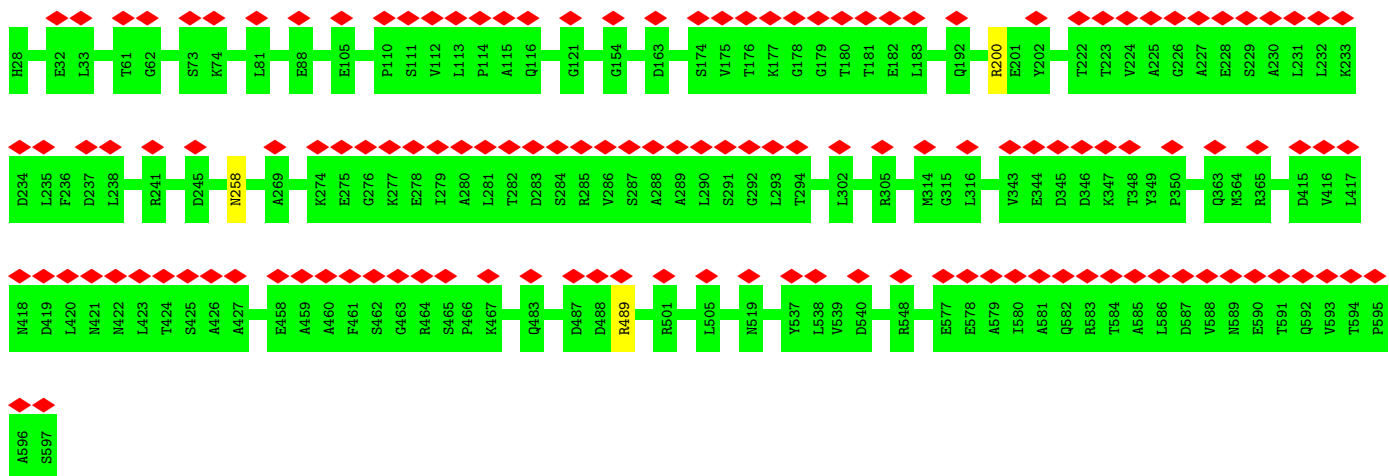 H28 E32 L33 T61 G62 S73 K74 L81 E88 E105 P110 S111 V112 L113 P114 A115 Q116 G121 G154 D163 S174 V175 T176 K177 G178 G179 T180 T181 E182 L183 Q192 R200 E201 Y202 T222 T223 V224 A225 G226 A227 E228 S229 A230 L231 L232 K233
D234 L235 F236 D237 L238 R241 D245 N258 A269 K274 E275 G276 K277 E278 I279 A280 L281 T282 D283 S284 R285 V286 S287 A288 A289 L290 S291 G292 L293 T294 L302 R305 M314 G315 L316 V343 E344 D345 D346 K347 T348 Y349 P350 Q363 M364 R365 D415 V416 L417
N418 D419 L420 N421 N422 L423 T424 S425 A426 A427 E458 A459 A460 F461 S462 G463 R464 S465 P466 K467 Q483 D487 D488 R489 R501 L505 N519 Y537 L538 V539 D540 R548 E577 E578 A579 I580 A581 Q582 R583 T584 A585 L586 D587 V588 N589 E590 T591 Q592 V593 T594 P595
A596 S597